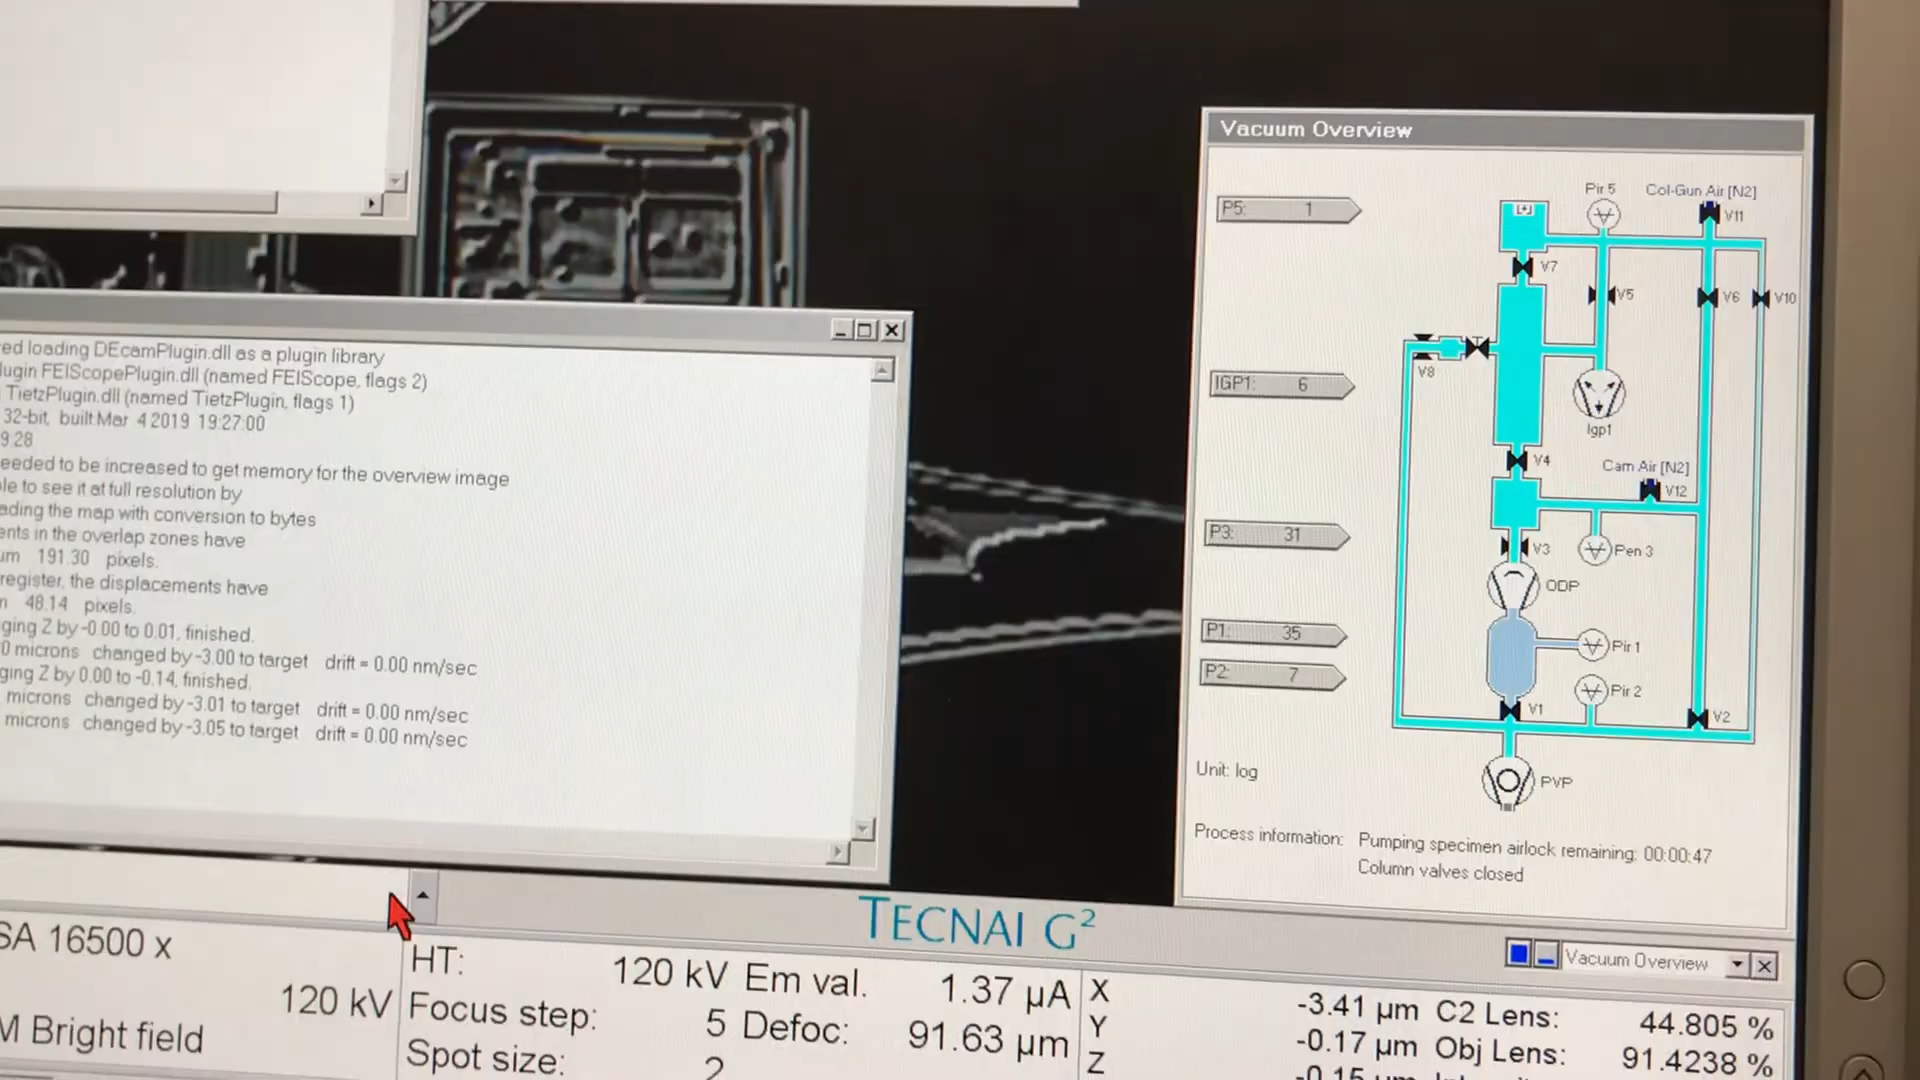 ed loading DEcamPlugin.dll as a plugin library
lugin FEIScopePlugin.dll (named FEIScope, flags 2)
TietzPlugin.dll (named TietzPlugin, flags 1)
32-bit, built Mar 4 2019 19:27:00
9:28
eeded to be increased to get memory for the overview image
le to see it at full resolution by
ading the map with conversion to bytes
ents in the overlap zones have
um 191.30 pixels.
register, the displacements have
n 48.14 pixels.
ging Z by -0.00 to 0.01, finished.
0 microns changed by -3.00 to target drift = 0.00 nm/sec
ging Z by 0.00 to -0.14, finished.
microns changed by -3.01 to target drift = 0.00 nm/sec
microns changed by -3.05 to target drift = 0.00 nm/sec
Vacuum Overview
Pir 5 Col-Gun Air [N2]
P5: 1
V11
V7
V5 V6 V10
V8
IGP1: 6
Igp1
V4
Cam Air [N2]
V12
P3: 31
V3 Pen 3
ODP
P1: 35
Pir 1
P2: 7
Pir 2
V1 V2
Unit: log
PVP
Process information: Pumping specimen airlock remaining: 00:00:47
Column valves closed
TECNAI G²
Vacuum Overview
SA 16500 x
120 kV
M Bright field
HT: 120 kV Em val. 1.37 µA
Focus step: 5 Defoc: 91.63 µm
Spot size: 2
X -3.41 µm C2 Lens: 44.805 %
Y -0.17 µm Obj Lens: 91.4238 %
Z -0.15 µm